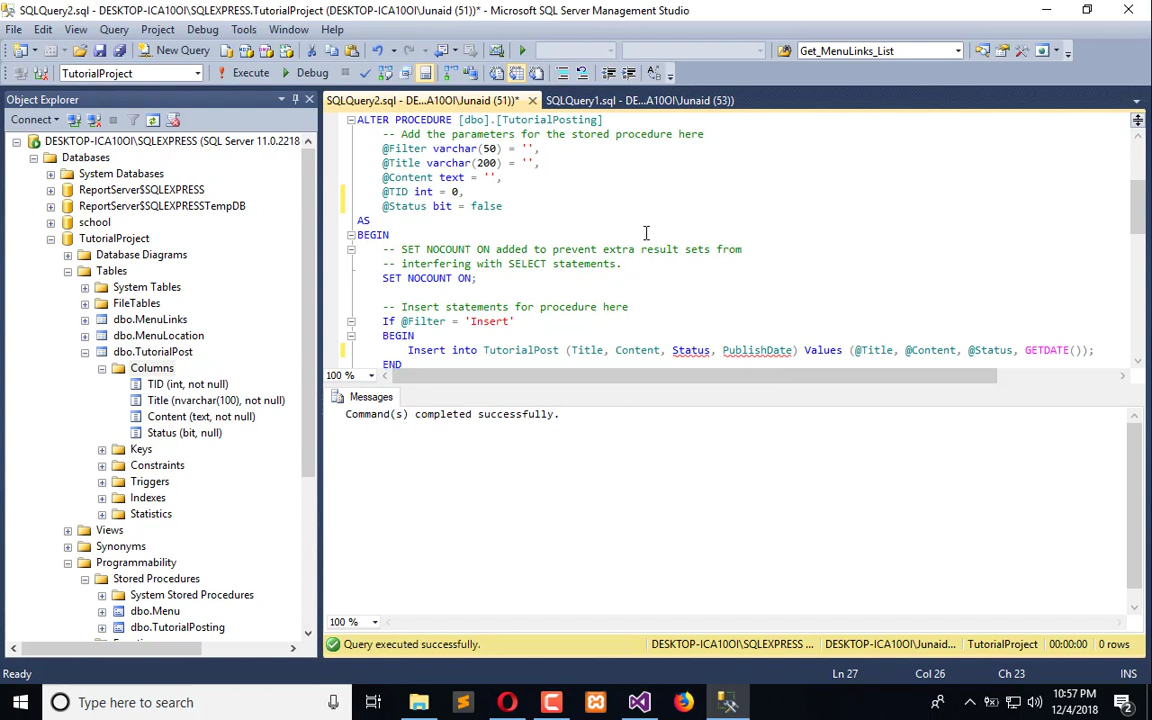 SQLQuery2.sql - DESKTOP-ICA10OI\SQLEXPRESS.TutorialProject (DESKTOP-ICA10OI\Junaid (51))* - Microsoft SQL Server Management Studio
File Edit View Query Project Debug Tools Window Help
New Query Get_MenuLinks_List
TutorialProject Execute Debug
Object Explorer
SQLQuery2.sql - DE...A10OI\Junaid (51))* SQLQuery1.sql - DE...A10OI\Junaid (53))
Connect
DESKTOP-ICA10OI\SQLEXPRESS (SQL Server 11.0.2218
Databases
System Databases
ReportServer$SQLEXPRESS
ReportServer$SQLEXPRESSTempDB
school
TutorialProject
Database Diagrams
Tables
System Tables
FileTables
dbo.MenuLinks
dbo.MenuLocation
dbo.TutorialPost
Columns
TID (int, not null)
Title (nvarchar(100), not null)
Content (text, not null)
Status (bit, null)
Keys
Constraints
Triggers
Indexes
Statistics
Views
Synonyms
Programmability
Stored Procedures
System Stored Procedures
dbo.Menu
dbo.TutorialPosting
ALTER PROCEDURE [dbo].[TutorialPosting]
-- Add the parameters for the stored procedure here
@Filter varchar(50) = '',
@Title varchar(200) = '',
@Content text = '',
@TID int = 0,
@Status bit = false
AS
BEGIN
-- SET NOCOUNT ON added to prevent extra result sets from
-- interfering with SELECT statements.
SET NOCOUNT ON;
-- Insert statements for procedure here
If @Filter = 'Insert'
BEGIN
Insert into TutorialPost (Title, Content, Status, PublishDate) Values (@Title, @Content, @Status, GETDATE());
END
100 %
Messages
Command(s) completed successfully.
100 %
Query executed successfully. DESKTOP-ICA10OI\SQLEXPRESS ... DESKTOP-ICA10OI\Junaid... TutorialProject 00:00:00 0 rows
Ready Ln 27 Col 26 Ch 23 INS
Type here to search
10:57 PM
12/4/2018
2